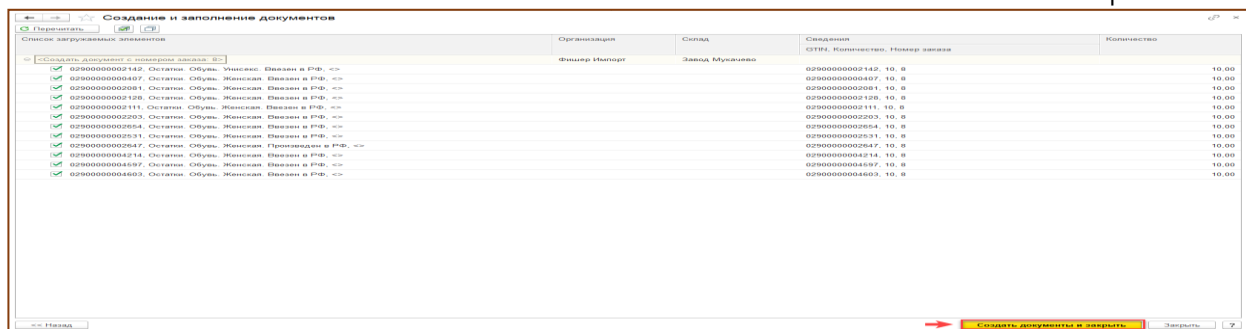 Создание и заполнение документов
Перечитать
Список загружаемых элементов Организация Склад Сведения Количество
GTIN, Количество, Номер заказа
<Создать документ с номером заказа: 8> Фишер Импорт Завод Мукачево
02900000002142, Остатки. Обувь. Унисекс. Ввезен в РФ, <> 02900000002142, 10, 8 10,00
02900000000407, Остатки. Обувь. Женская. Ввезен в РФ, <> 02900000000407, 10, 8 10,00
02900000002081, Остатки. Обувь. Женская. Ввезен в РФ, <> 02900000002081, 10, 8 10,00
02900000002128, Остатки. Обувь. Женская. Ввезен в РФ, <> 02900000002128, 10, 8 10,00
02900000002111, Остатки. Обувь. Женская. Ввезен в РФ, <> 02900000002111, 10, 8 10,00
02900000002203, Остатки. Обувь. Женская. Ввезен в РФ, <> 02900000002203, 10, 8 10,00
02900000002654, Остатки. Обувь. Женская. Ввезен в РФ, <> 02900000002654, 10, 8 10,00
02900000002531, Остатки. Обувь. Женская. Ввезен в РФ, <> 02900000002531, 10, 8 10,00
02900000002647, Остатки. Обувь. Женская. Произведен в РФ, <> 02900000002647, 10, 8 10,00
02900000004214, Остатки. Обувь. Женская. Ввезен в РФ, <> 02900000004214, 10, 8 10,00
02900000004597, Остатки. Обувь. Женская. Ввезен в РФ, <> 02900000004597, 10, 8 10,00
02900000004603, Остатки. Обувь. Женская. Ввезен в РФ, <> 02900000004603, 10, 8 10,00
<< Назад Создать документы и закрыть Закрыть ?